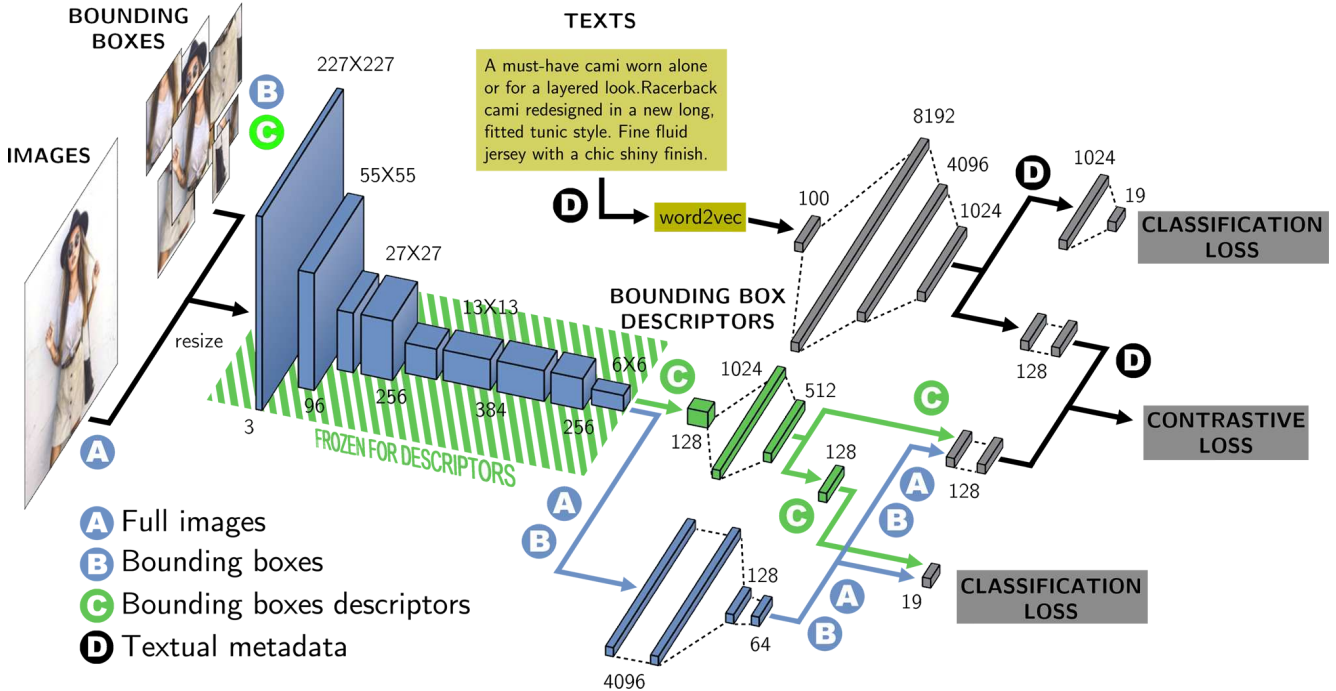 BOUNDING
BOXES
TEXTS
IMAGES
B
C
227X227
A must-have cami worn alone
or for a layered look.Racerback
cami redesigned in a new long,
fitted tunic style. Fine fluid
jersey with a chic shiny finish.
D
word2vec
100
8192
4096
1024
D
1024
19
CLASSIFICATION
LOSS
55X55
27X27
13X13
6X6
resize
3
96
256
384
256
FROZEN FOR DESCRIPTORS
BOUNDING BOX
DESCRIPTORS
C
128
1024
512
128
C
C
128
D
128
CONTRASTIVE
LOSS
A
A
B
A
B
4096
128
64
A
B
19
CLASSIFICATION
LOSS
A Full images
B Bounding boxes
C Bounding boxes descriptors
D Textual metadata